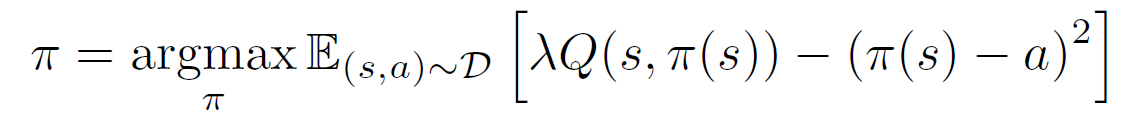 π = argmax_π 𝔼_{(s,a)∼𝒟} [λQ(s, π(s)) − (π(s) − a)²]